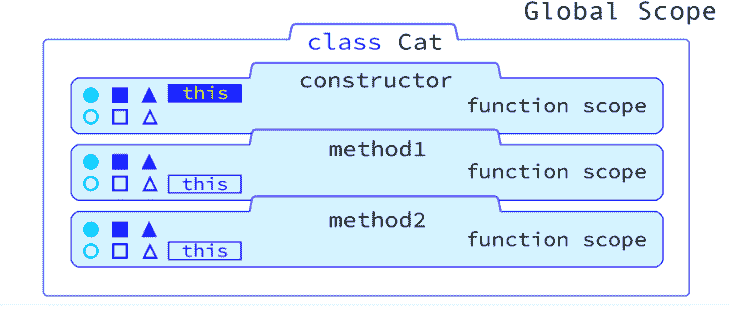 Global Scope
class Cat
constructor
this
function scope
method1
function scope
this
method2
function scope
this